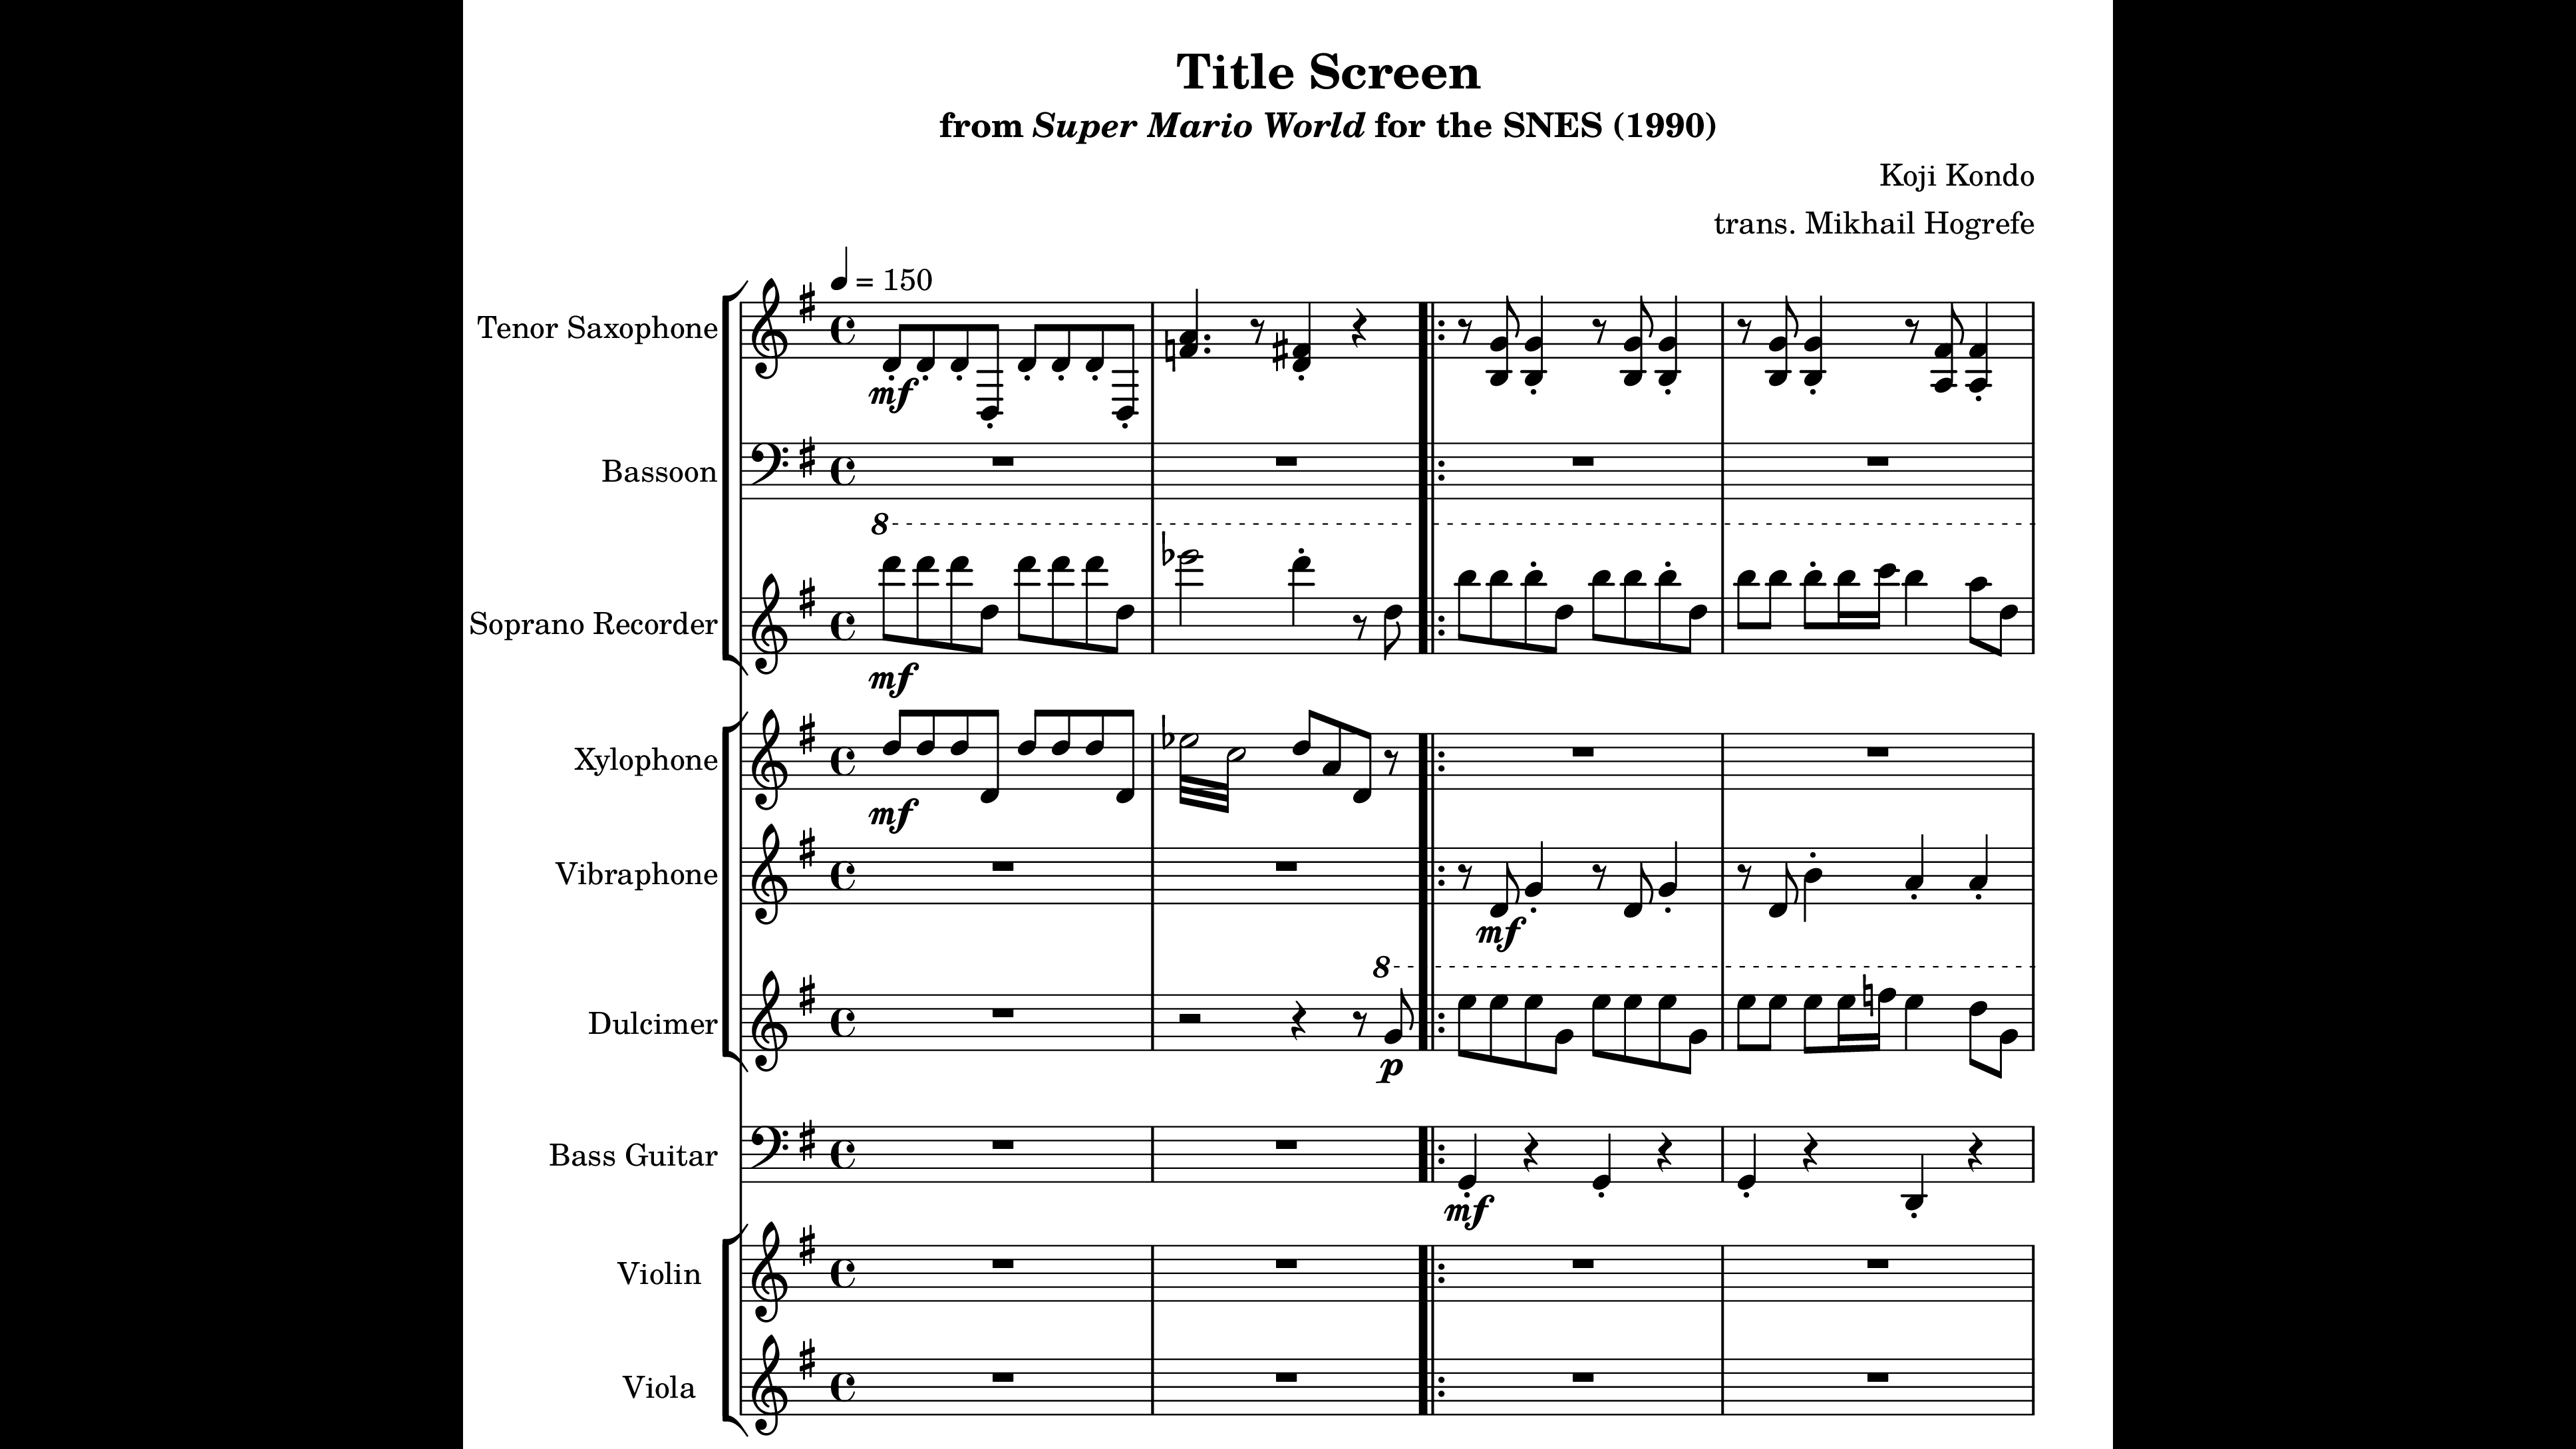 Title Screen
from Super Mario World for the SNES (1990)
Koji Kondo
trans. Mikhail Hogrefe
= 150
Tenor Saxophone
mf
Bassoon
8
Soprano Recorder
mf
Xylophone
mf
Vibraphone
mf
8
Dulcimer
p
Bass Guitar
mf
Violin
Viola